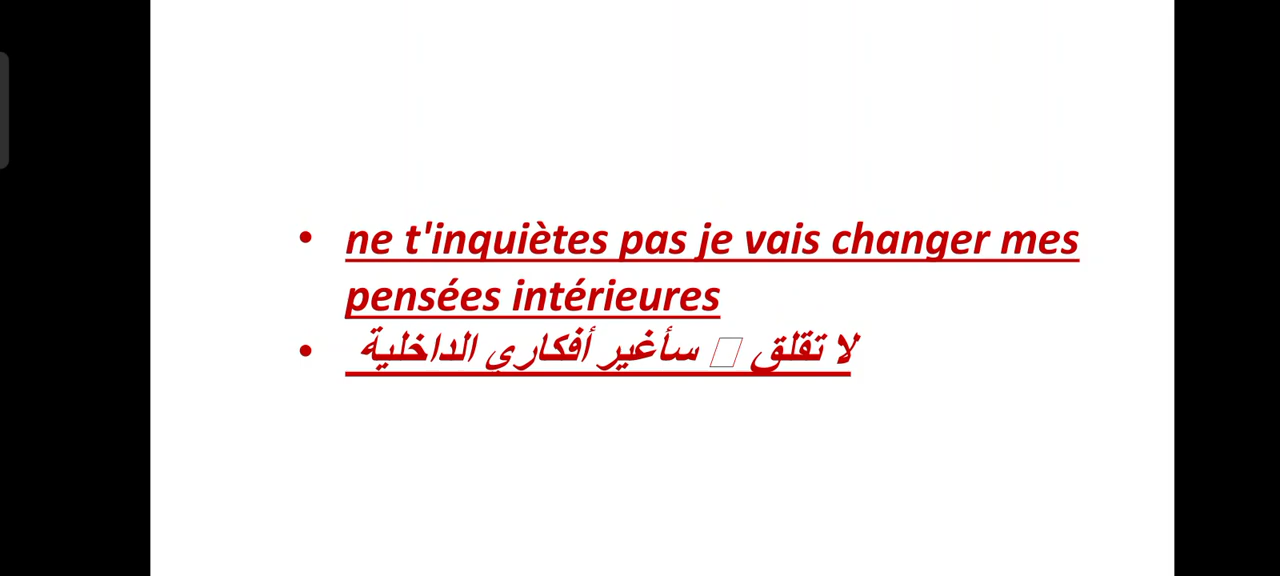 • ne t'inquiètes pas je vais changer mes
pensées intérieures
• لا تقلق □ سأغير أفكاري الداخلية